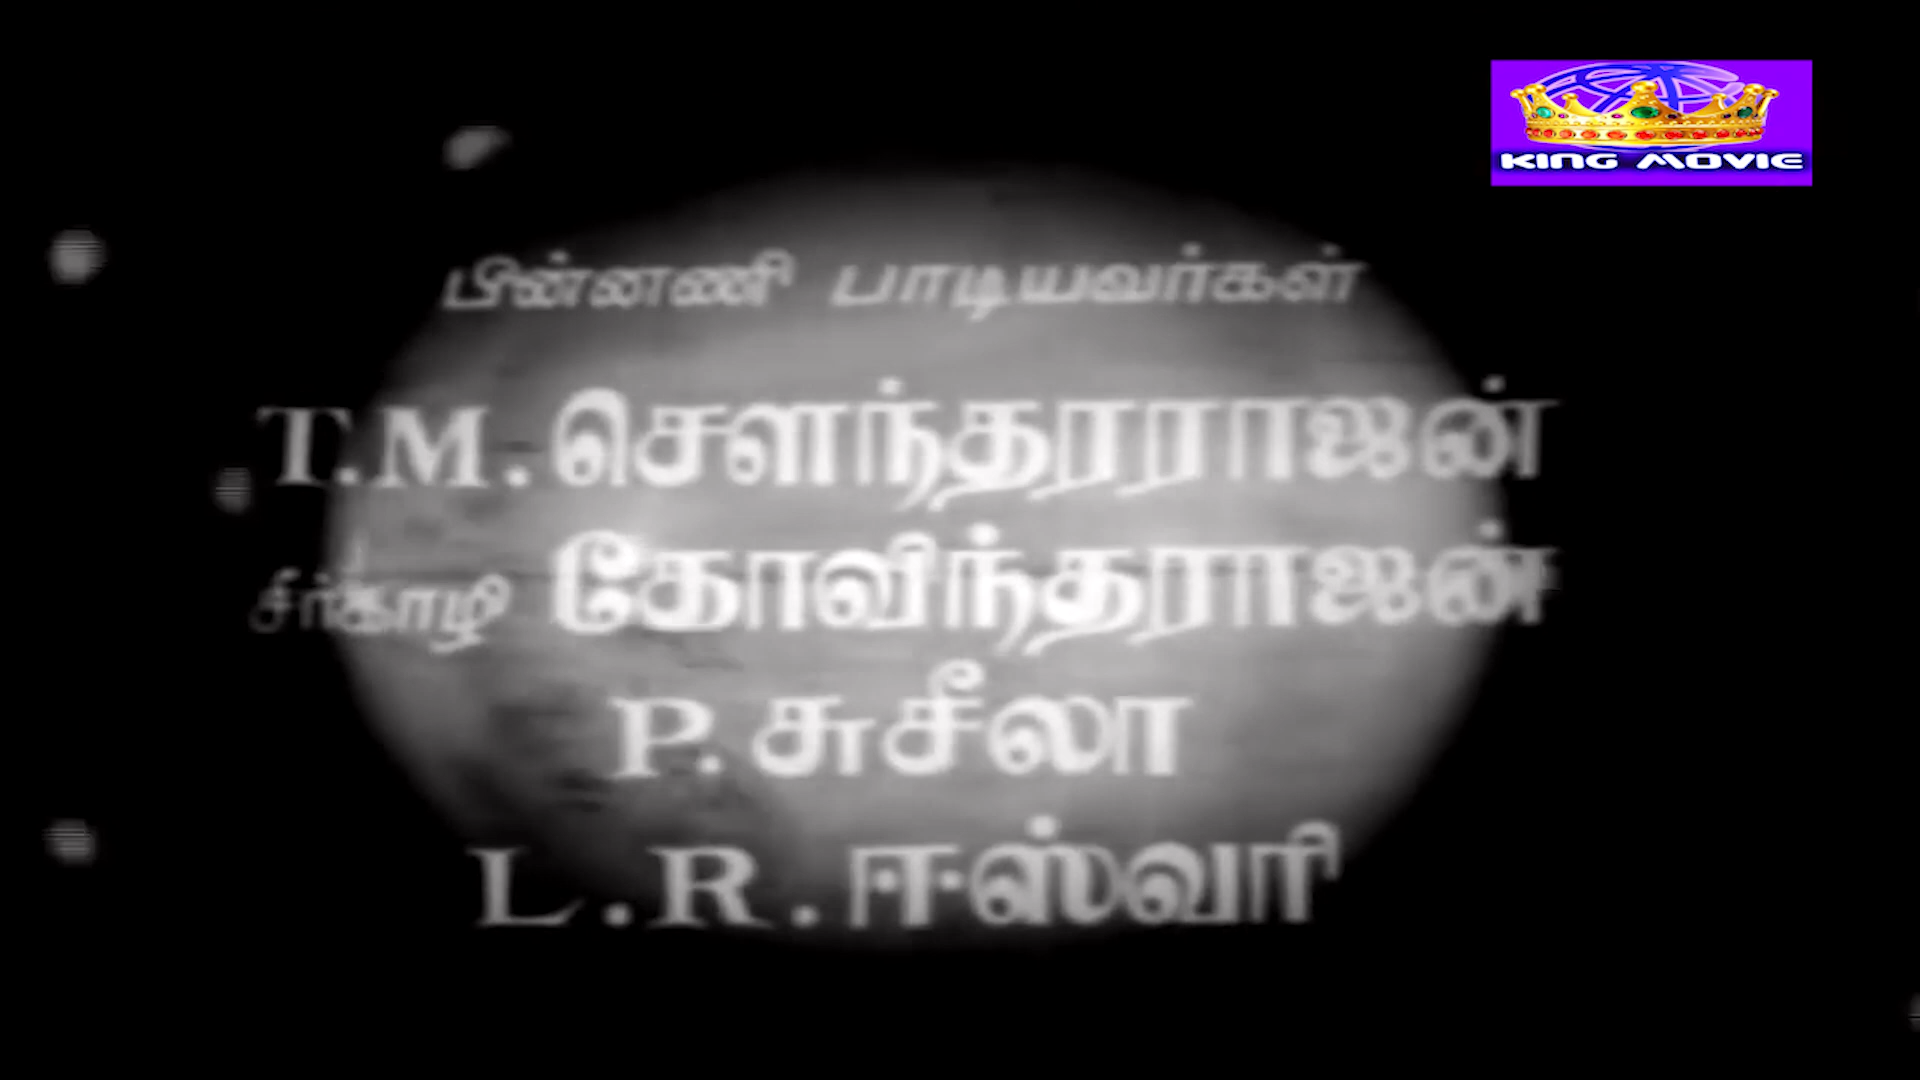 KING MOVIE
பின்னணி பாடியவர்கள்
T.M. சௌந்தரராஜன்
சீர்காழி கோவிந்தராஜன்
P. சுசீலா
L.R. ஈஸ்வரி